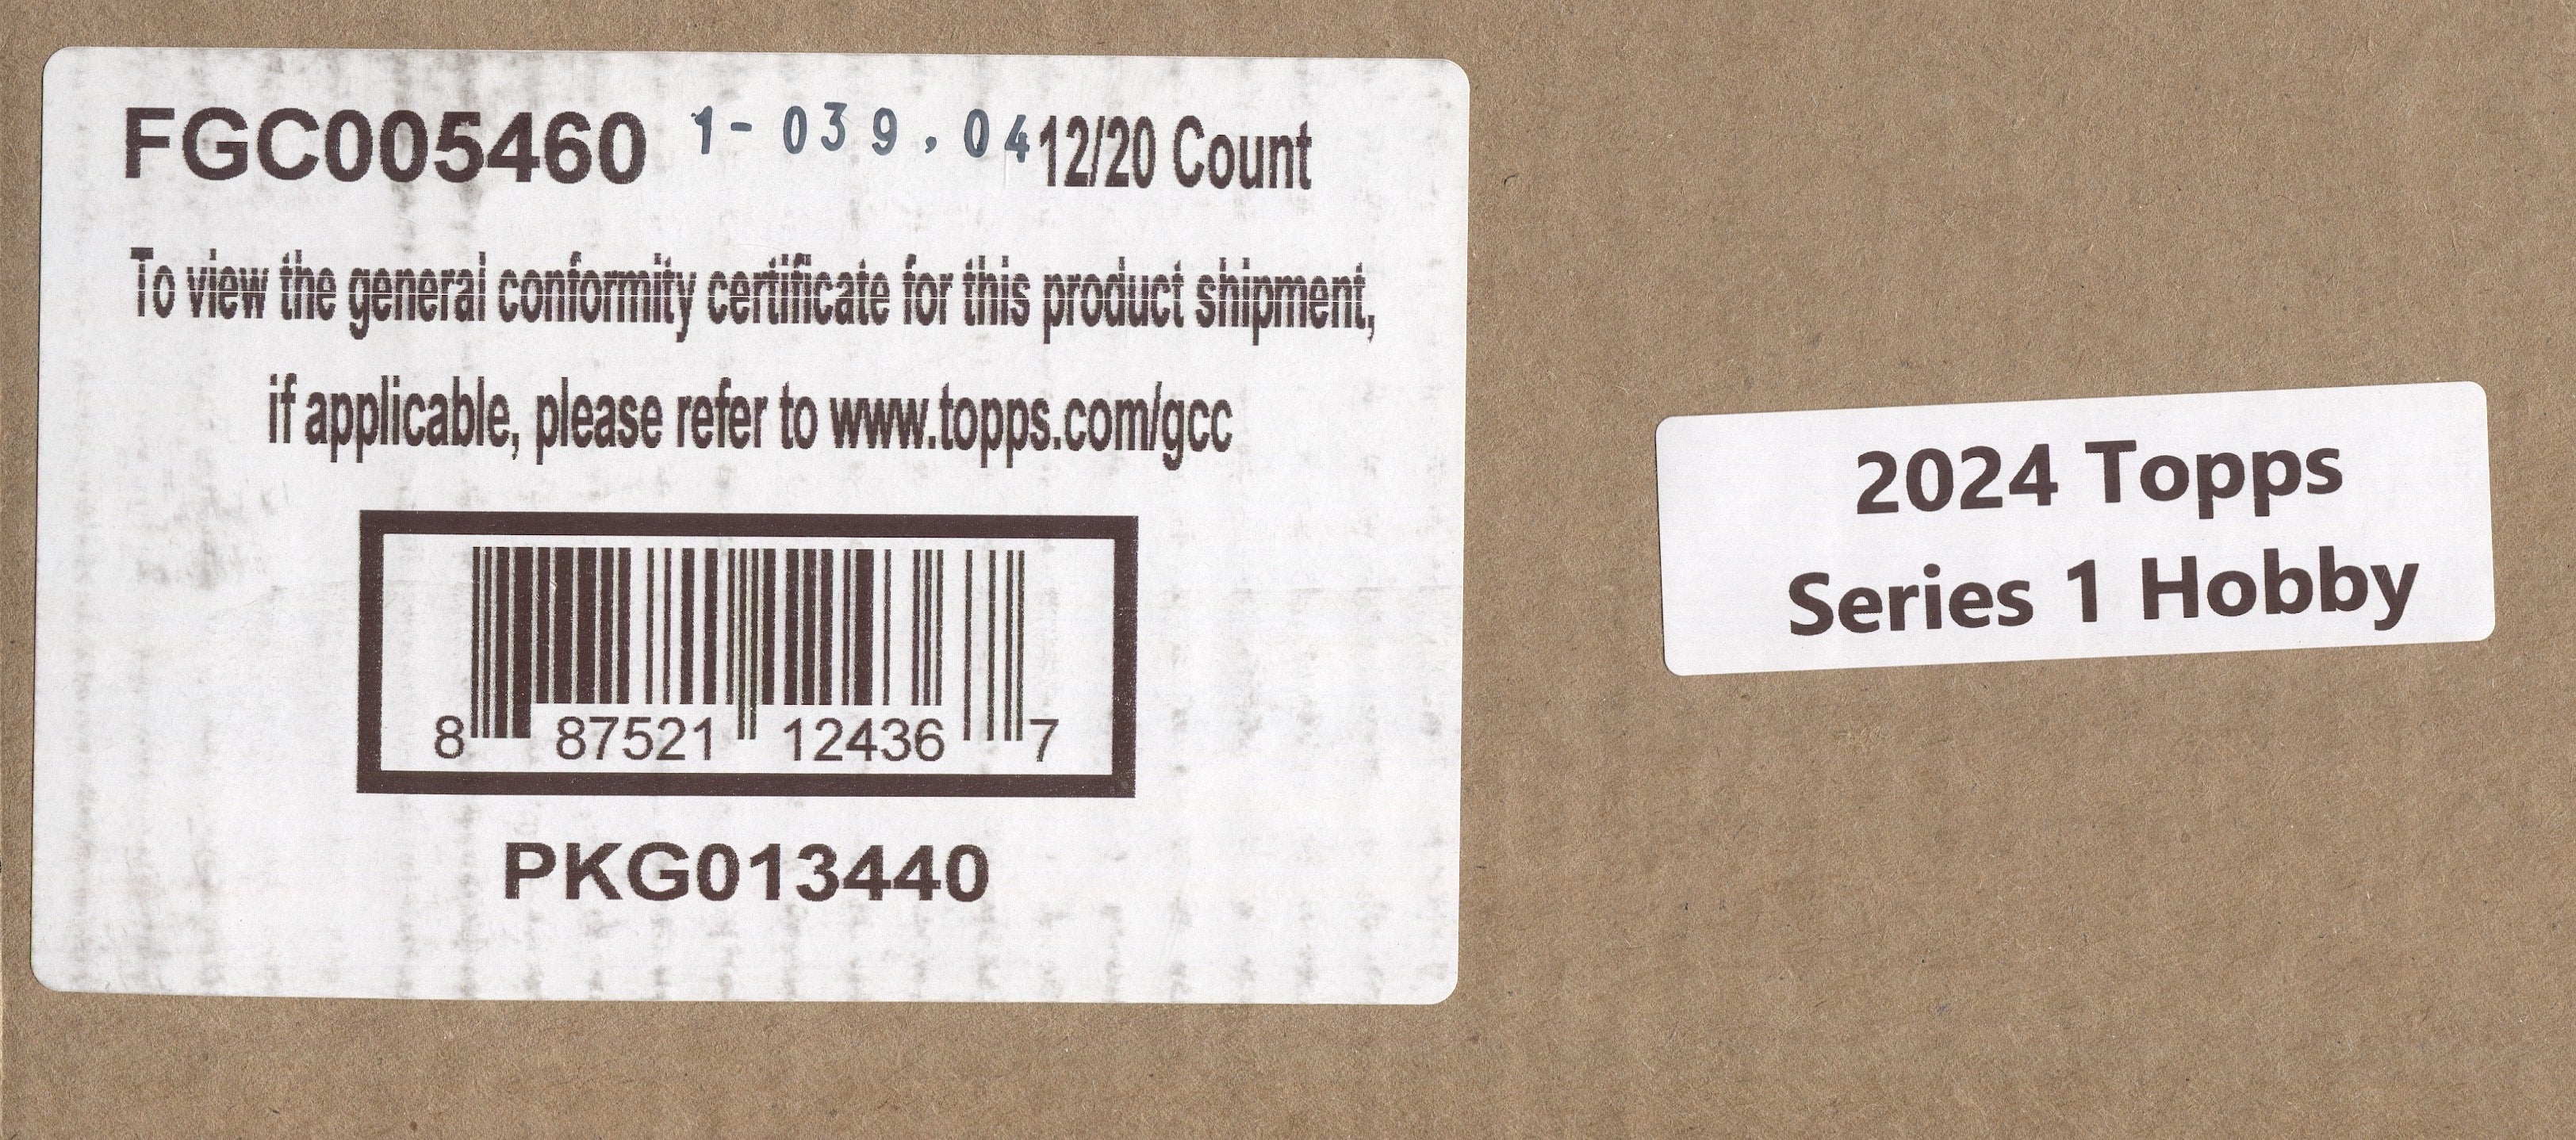 FGC005460 1-039.04 12/20 Count
To view the general conformity certificate for this product shipment,
if applicable, please refer to www.topps.com/gcc
8 87521 12436 7
PKG013440
2024 Topps
Series 1 Hobby